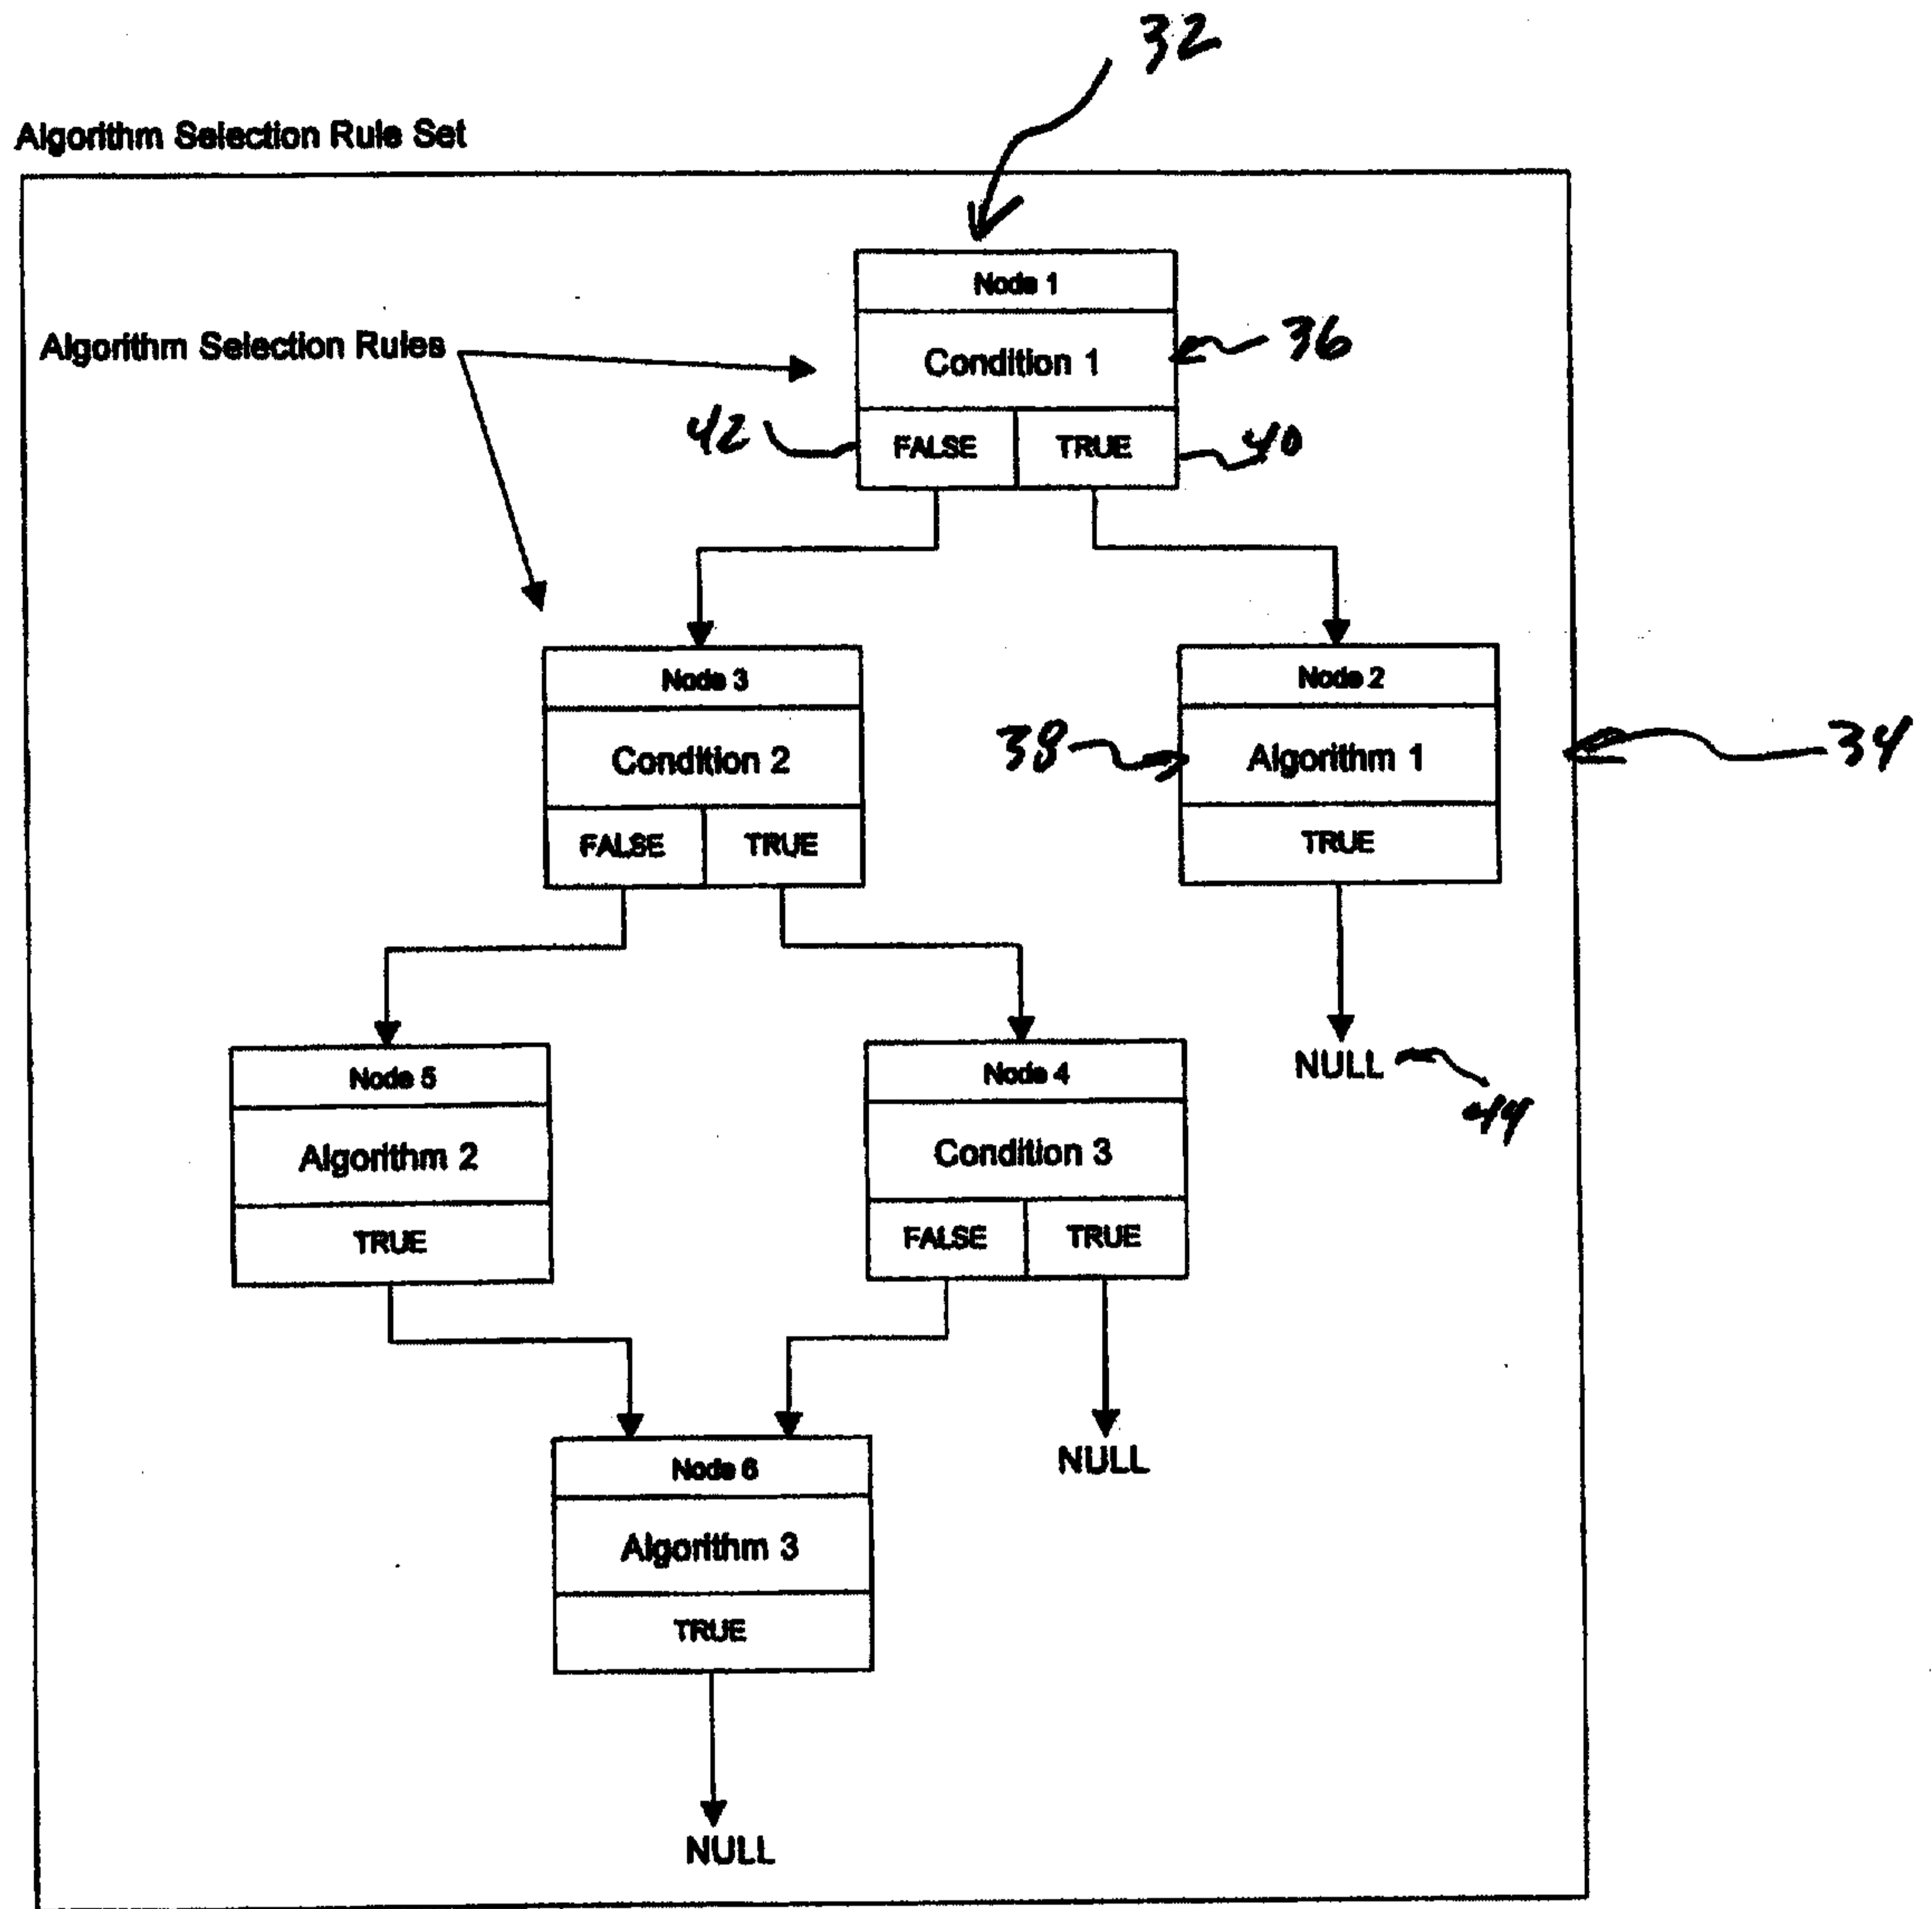 32
Algorithm Selection Rule Set
Node 1
Algorithm Selection Rules
Condition 1
36
42
FALSE
TRUE
40
Node 3
Node 2
Condition 2
38
Algorithm 1
34
FALSE
TRUE
TRUE
Node 5
Node 4
NULL
44
Algorithm 2
Condition 3
TRUE
FALSE
TRUE
Node 6
NULL
Algorithm 3
TRUE
NULL